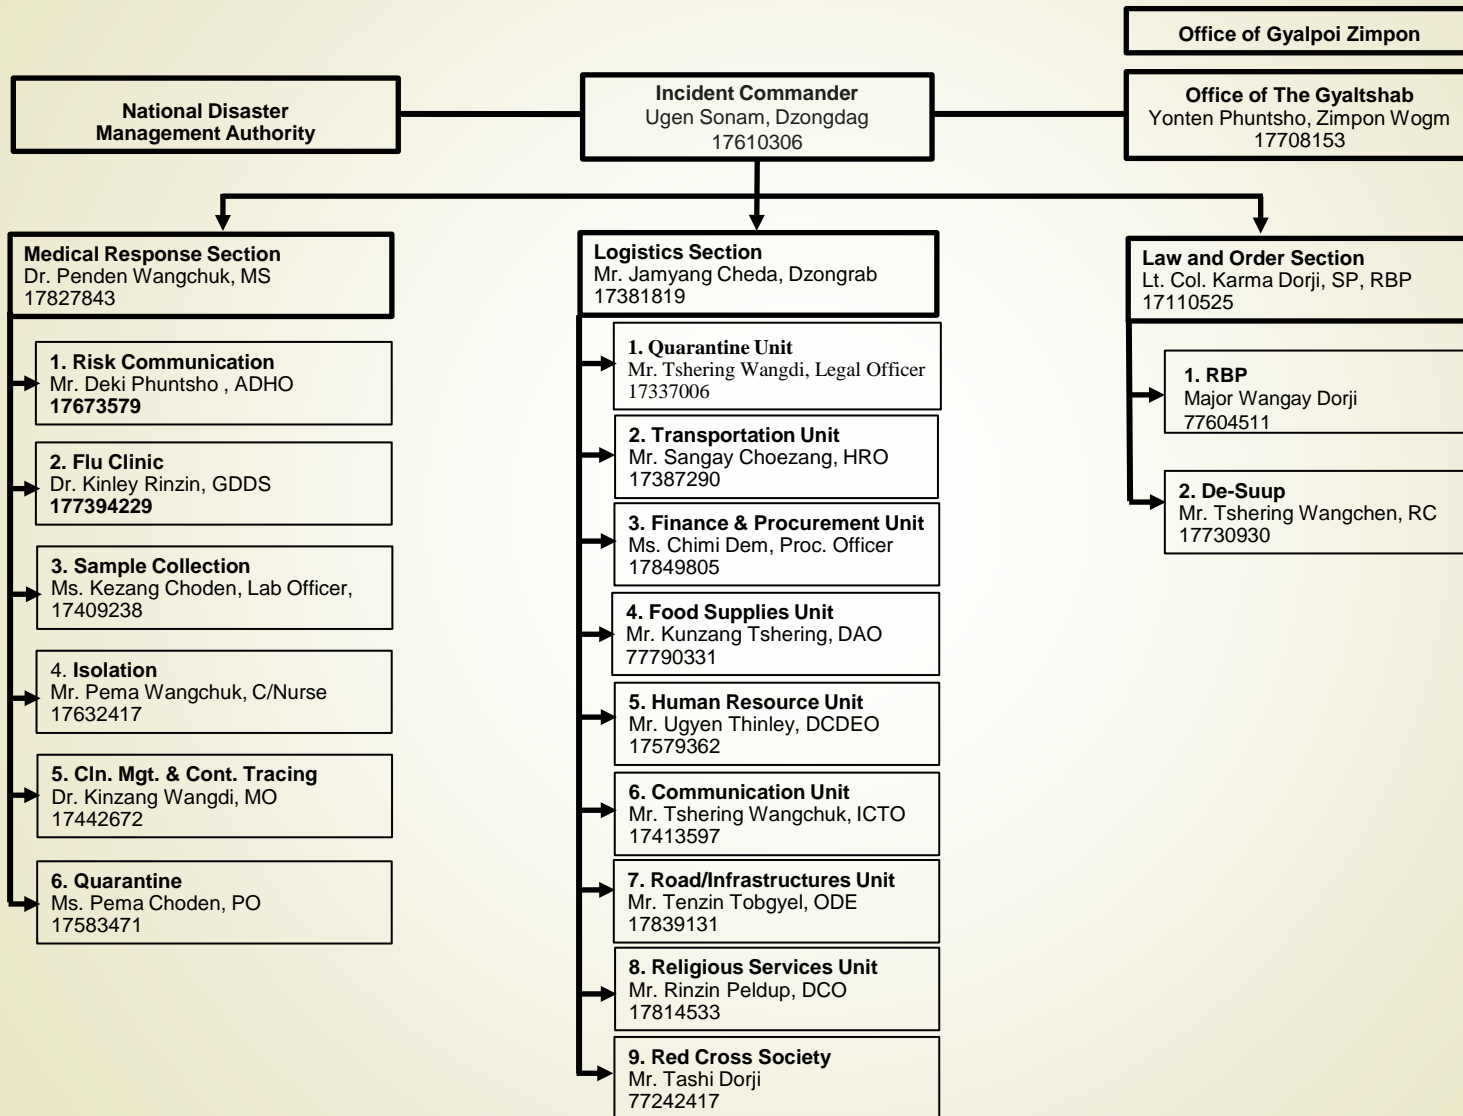 Office of Gyalpoi Zimpon
National Disaster
Management Authority
Incident Commander
Ugen Sonam, Dzongdag
17610306
Office of The Gyaltshab
Yonten Phuntsho, Zimpon Wogm
17708153
Medical Response Section
Dr. Penden Wangchuk, MS
17827843
1. Risk Communication
Mr. Deki Phuntsho , ADHO
17673579
2. Flu Clinic
Dr. Kinley Rinzin, GDDS
177394229
3. Sample Collection
Ms. Kezang Choden, Lab Officer,
17409238
4. Isolation
Mr. Pema Wangchuk, C/Nurse
17632417
5. Cln. Mgt. & Cont. Tracing
Dr. Kinzang Wangdi, MO
17442672
6. Quarantine
Ms. Pema Choden, PO
17583471
Logistics Section
Mr. Jamyang Cheda, Dzongrab
17381819
1. Quarantine Unit
Mr. Tshering Wangdi, Legal Officer
17337006
2. Transportation Unit
Mr. Sangay Choezang, HRO
17387290
3. Finance & Procurement Unit
Ms. Chimi Dem, Proc. Officer
17849805
4. Food Supplies Unit
Mr. Kunzang Tshering, DAO
77790331
5. Human Resource Unit
Mr. Ugyen Thinley, DCDEO
17579362
6. Communication Unit
Mr. Tshering Wangchuk, ICTO
17413597
7. Road/Infrastructures Unit
Mr. Tenzin Tobgyel, ODE
17839131
8. Religious Services Unit
Mr. Rinzin Peldup, DCO
17814533
9. Red Cross Society
Mr. Tashi Dorji
77242417
Law and Order Section
Lt. Col. Karma Dorji, SP, RBP
17110525
1. RBP
Major Wangay Dorji
77604511
2. De-Suup
Mr. Tshering Wangchen, RC
17730930